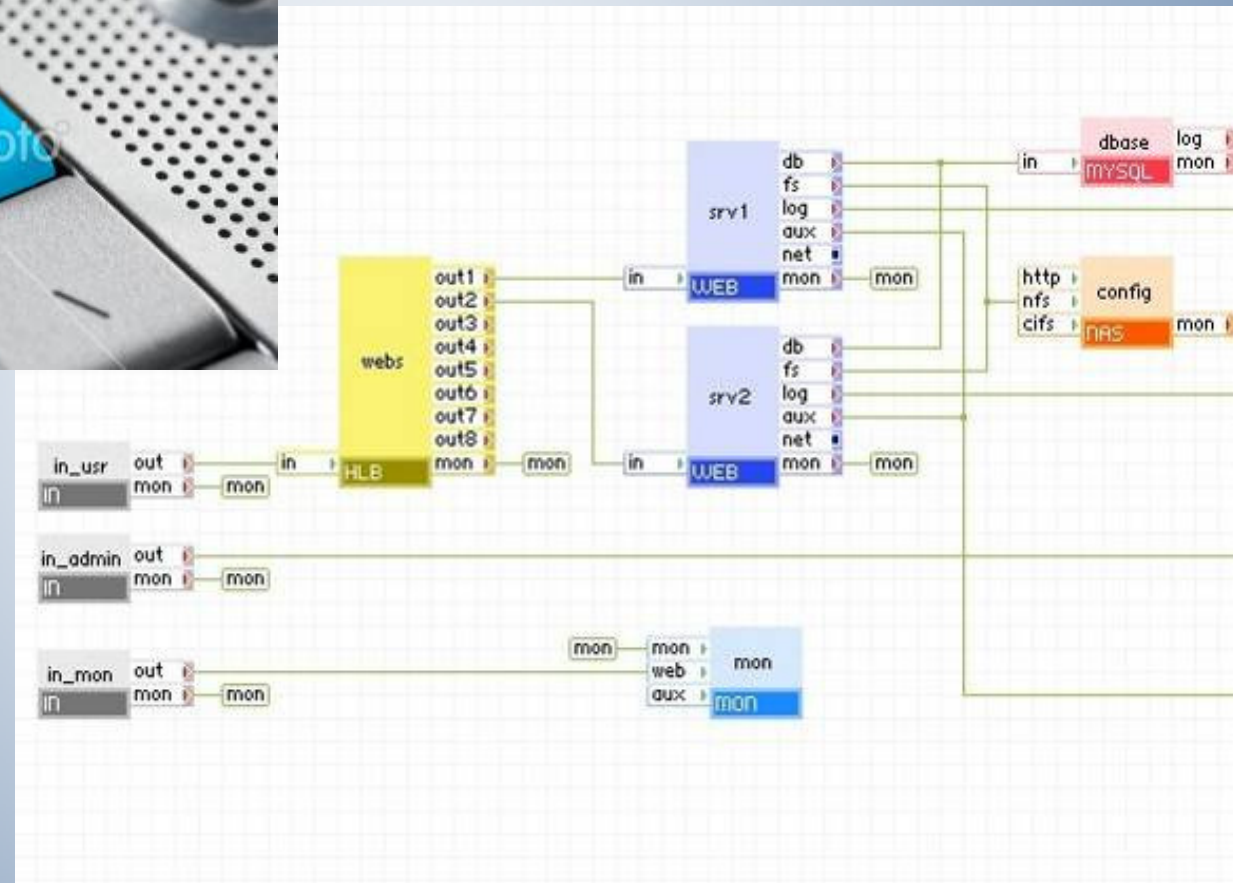 oto
dbase
MYSQL
in
log
mon
srv1
WEB
in
db
fs
log
aux
net
mon
mon
config
NAS
http
nfs
cifs
mon
webs
HLB
in
out1
out2
out3
out4
out5
out6
out7
out8
mon
mon
srv2
WEB
in
db
fs
log
aux
net
mon
mon
in_usr
IN
out
mon
mon
in_admin
IN
out
mon
mon
in_mon
IN
out
mon
mon
mon
mon
web
aux
mon
MON